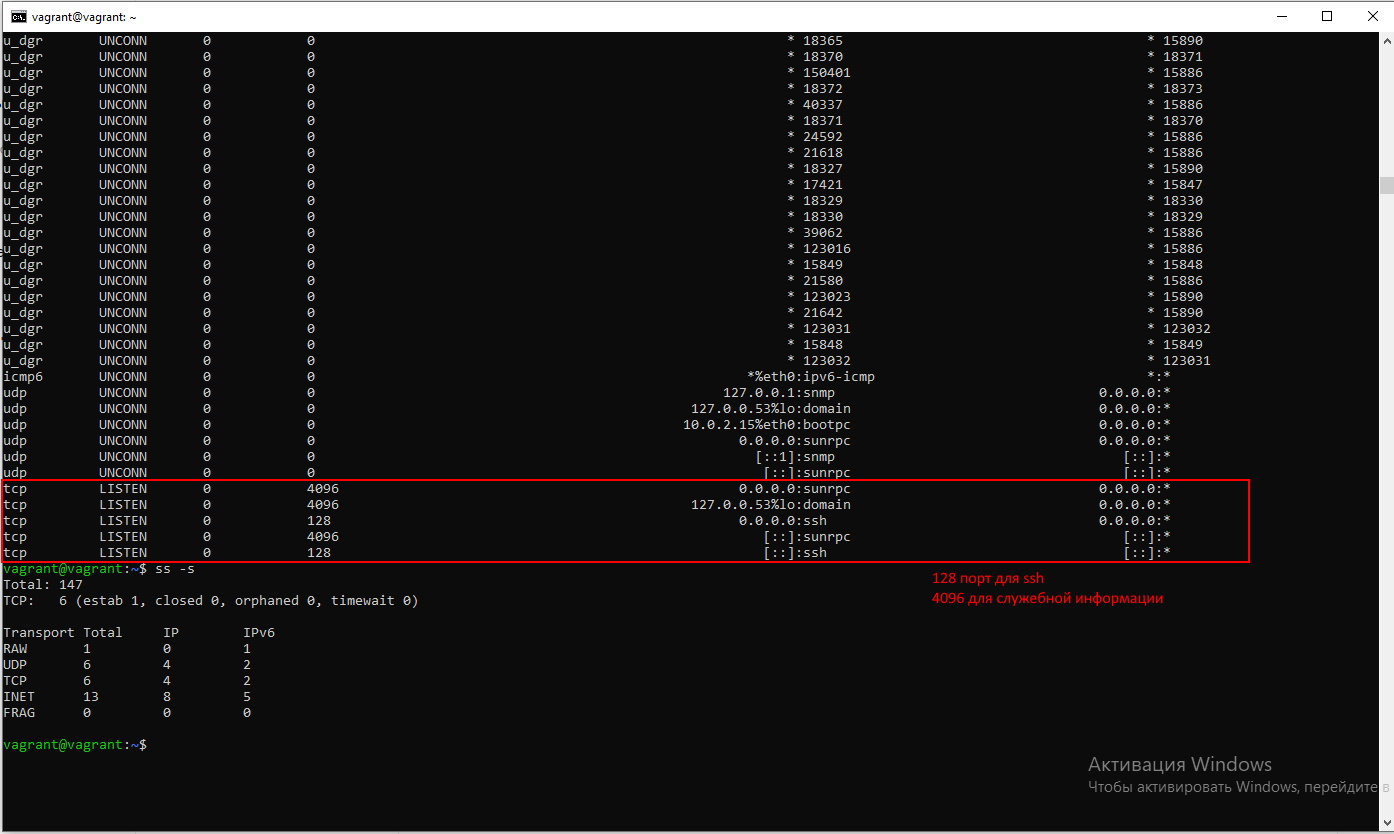 vagrant@vagrant: ~
u_dgr UNCONN 0 0 * 18365 * 15890
u_dgr UNCONN 0 0 * 18370 * 18371
u_dgr UNCONN 0 0 * 150401 * 15886
u_dgr UNCONN 0 0 * 18372 * 18373
u_dgr UNCONN 0 0 * 40337 * 15886
u_dgr UNCONN 0 0 * 18371 * 18370
u_dgr UNCONN 0 0 * 24592 * 15886
u_dgr UNCONN 0 0 * 21618 * 15886
u_dgr UNCONN 0 0 * 18327 * 15890
u_dgr UNCONN 0 0 * 17421 * 15847
u_dgr UNCONN 0 0 * 18329 * 18330
u_dgr UNCONN 0 0 * 18330 * 18329
u_dgr UNCONN 0 0 * 39062 * 15886
u_dgr UNCONN 0 0 * 123016 * 15886
u_dgr UNCONN 0 0 * 15849 * 15848
u_dgr UNCONN 0 0 * 21580 * 15886
u_dgr UNCONN 0 0 * 123023 * 15890
u_dgr UNCONN 0 0 * 21642 * 15890
u_dgr UNCONN 0 0 * 123031 * 123032
u_dgr UNCONN 0 0 * 15848 * 15849
u_dgr UNCONN 0 0 * 123032 * 123031
icmp6 UNCONN 0 0 *%eth0:ipv6-icmp *:*
udp UNCONN 0 0 127.0.0.1:snmp 0.0.0.0:*
udp UNCONN 0 0 127.0.0.53%lo:domain 0.0.0.0:*
udp UNCONN 0 0 10.0.2.15%eth0:bootpc 0.0.0.0:*
udp UNCONN 0 0 0.0.0.0:sunrpc 0.0.0.0:*
udp UNCONN 0 0 [::1]:snmp [::]:*
udp UNCONN 0 0 [::]:sunrpc [::]:*
tcp LISTEN 0 4096 0.0.0.0:sunrpc 0.0.0.0:*
tcp LISTEN 0 4096 127.0.0.53%lo:domain 0.0.0.0:*
tcp LISTEN 0 128 0.0.0.0:ssh 0.0.0.0:*
tcp LISTEN 0 4096 [::]:sunrpc [::]:*
tcp LISTEN 0 128 [::]:ssh [::]:*
vagrant@vagrant:~$ ss -s
Total: 147
TCP: 6 (estab 1, closed 0, orphaned 0, timewait 0)
128 порт для ssh
4096 для служебной информации
Transport Total IP IPv6
RAW 1 0 1
UDP 6 4 2
TCP 6 4 2
INET 13 8 5
FRAG 0 0 0
vagrant@vagrant:~$
Активация Windows
Чтобы активировать Windows, перейдите в